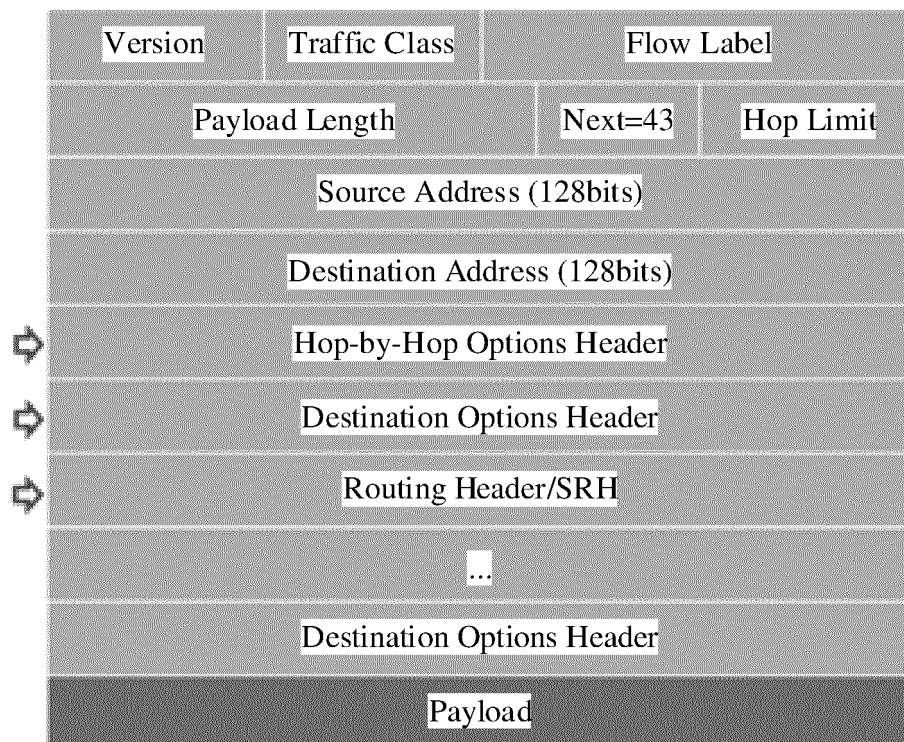 Version Traffic Class Flow Label
Payload Length Next=43 Hop Limit
Source Address (128bits)
Destination Address (128bits)
Hop-by-Hop Options Header
Destination Options Header
Routing Header/SRH
...
Destination Options Header
Payload